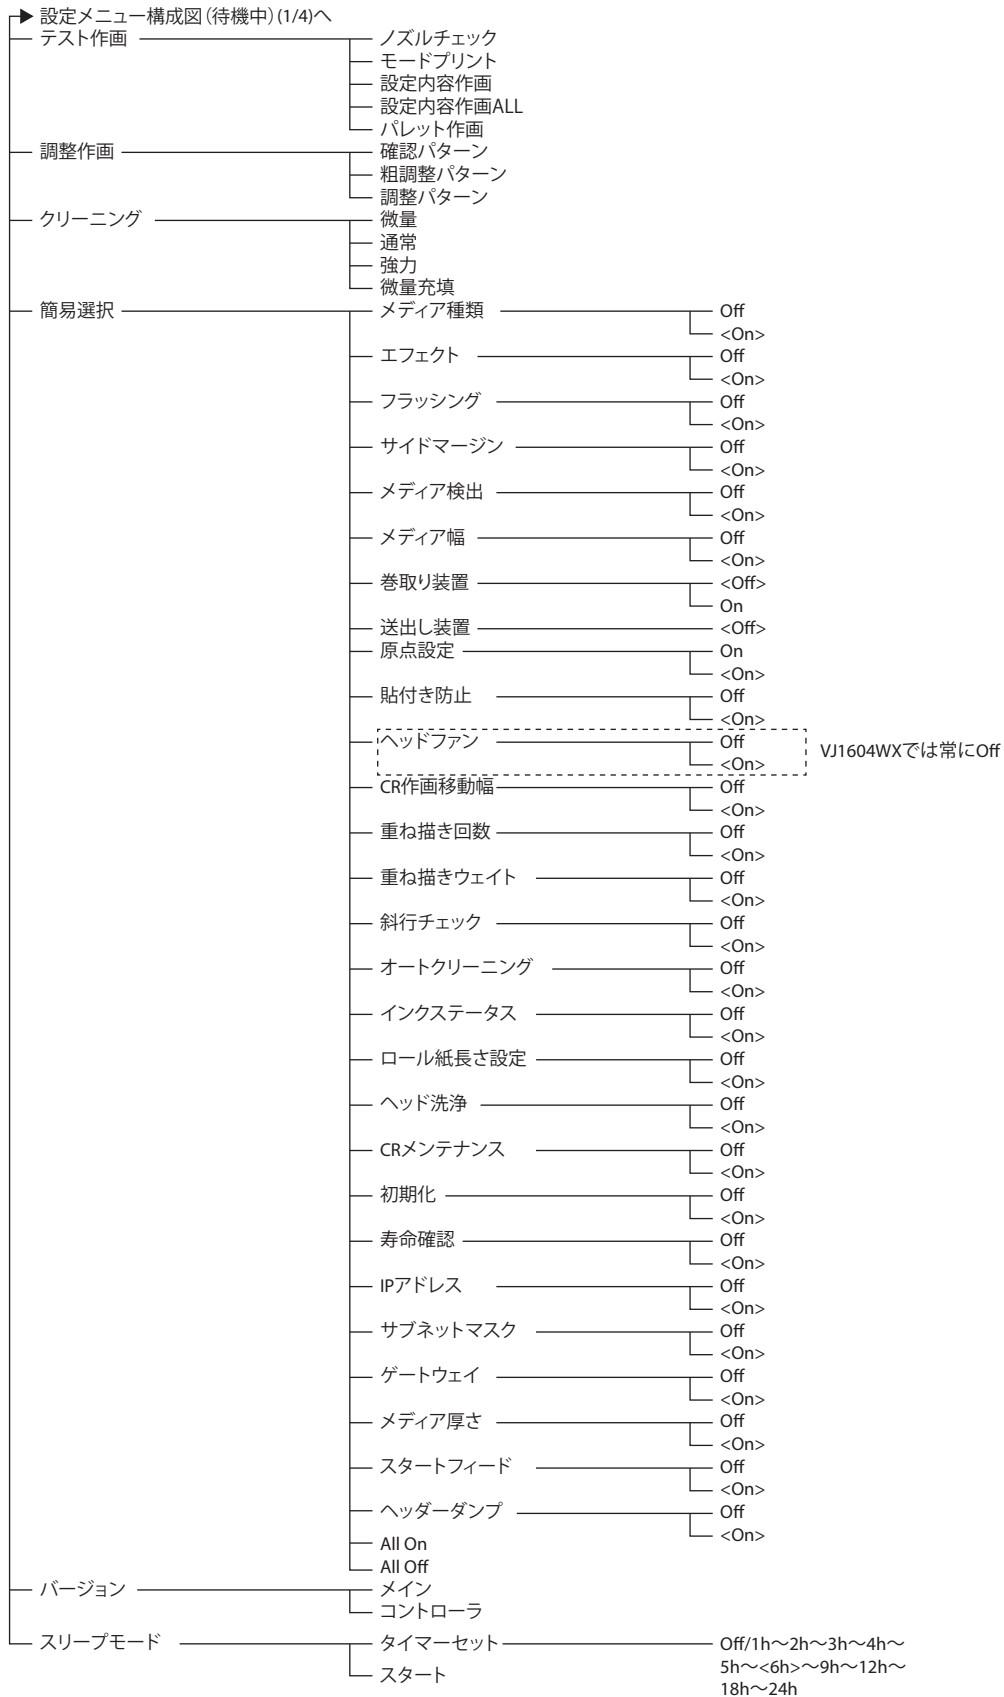 設定メニュー構成図(待機中)(1/4)へ
テスト作画
ノズルチェック
モードプリント
設定内容作画
設定内容作画ALL
パレット作画
調整作画
確認パターン
粗調整パターン
調整パターン
クリーニング
微量
通常
強力
微量充填
簡易選択
メディア種類
Off
<On>
エフェクト
Off
<On>
フラッシング
Off
<On>
サイドマージン
Off
<On>
メディア検出
Off
<On>
メディア幅
Off
<On>
巻取り装置
<Off>
On
送出し装置
<Off>
原点設定
On
<On>
貼付き防止
Off
<On>
ヘッドファン
Off
<On>
VJ1604WXでは常にOff
CR作画移動幅
Off
<On>
重ね描き回数
Off
<On>
重ね描きウェイト
Off
<On>
斜行チェック
Off
<On>
オートクリーニング
Off
<On>
インクステータス
Off
<On>
ロール紙長さ設定
Off
<On>
ヘッド洗浄
Off
<On>
CRメンテナンス
Off
<On>
初期化
Off
<On>
寿命確認
Off
<On>
IPアドレス
Off
<On>
サブネットマスク
Off
<On>
ゲートウェイ
Off
<On>
メディア厚さ
Off
<On>
スタートフィード
Off
<On>
ヘッダーダンプ
Off
<On>
All On
All Off
バージョン
メイン
コントローラ
スリープモード
タイマーセット
Off/1h～2h～3h～4h～
5h～<6h>～9h～12h～
18h～24h
スタート